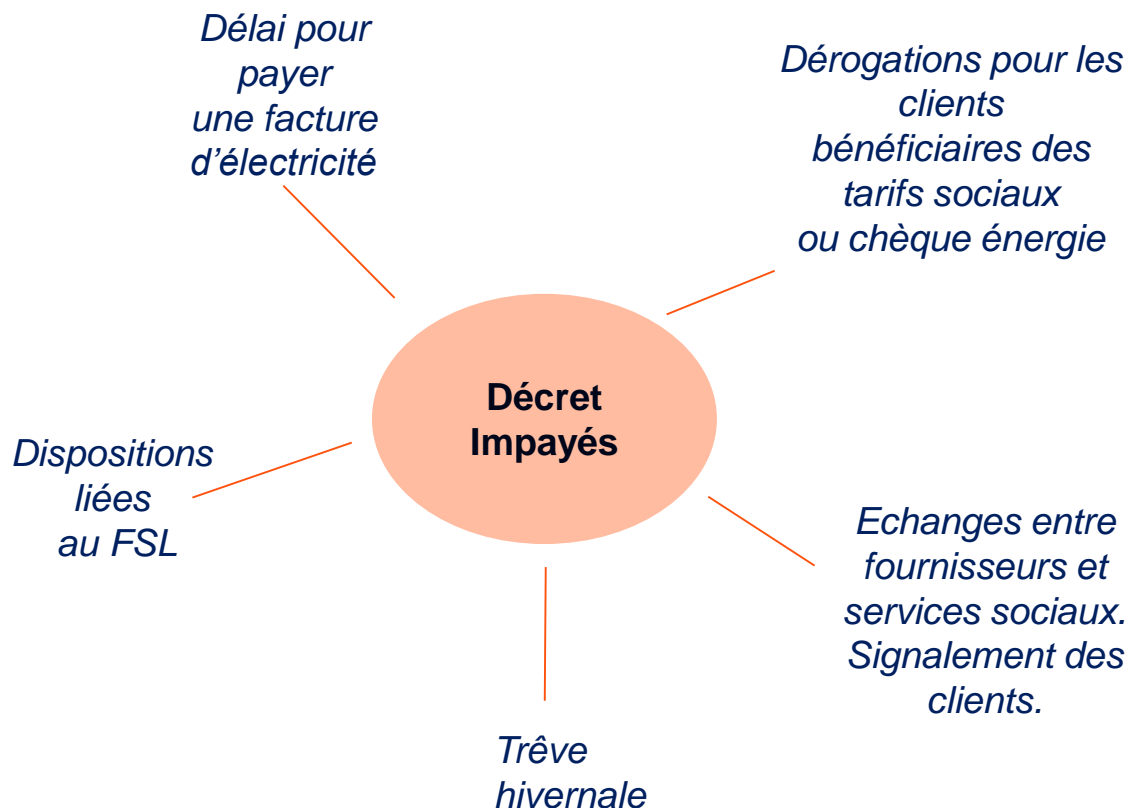 Délai pour
payer
une facture
d’électricité
Dérogations pour les
clients
bénéficiaires des
tarifs sociaux
ou chèque énergie
Décret
Impayés
Dispositions
liées
au FSL
Echanges entre
fournisseurs et
services sociaux.
Signalement des
clients.
Trêve
hivernale